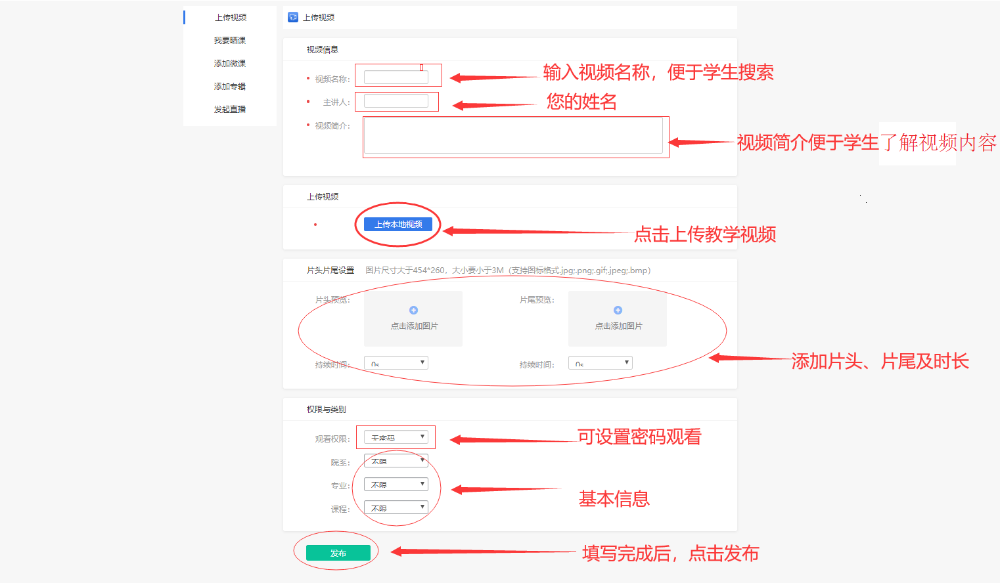 上传视频
我要晒课
添加微课
添加专辑
发起直播
上传视频
视频信息
视频名称：
输入视频名称，便于学生搜索
主讲人：
您的姓名
视频简介：
视频简介便于学生了解视频内容
上传视频
上传本地视频
点击上传教学视频
片头片尾设置 图片尺寸大于454*260，大小要小于3M（支持图标格式.jpg;.png;.gif;.jpeg;.bmp）
片头预览：
点击添加图片
片尾预览：
点击添加图片
持续时间： 0s
持续时间： 0s
添加片头、片尾及时长
权限与类别
观看权限： 无密码
可设置密码观看
院系： 不限
专业： 不限
基本信息
课程： 不限
发布
填写完成后，点击发布